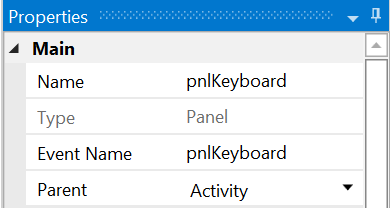 Properties
Main
Name pnlKeyboard
Type Panel
Event Name pnlKeyboard
Parent Activity